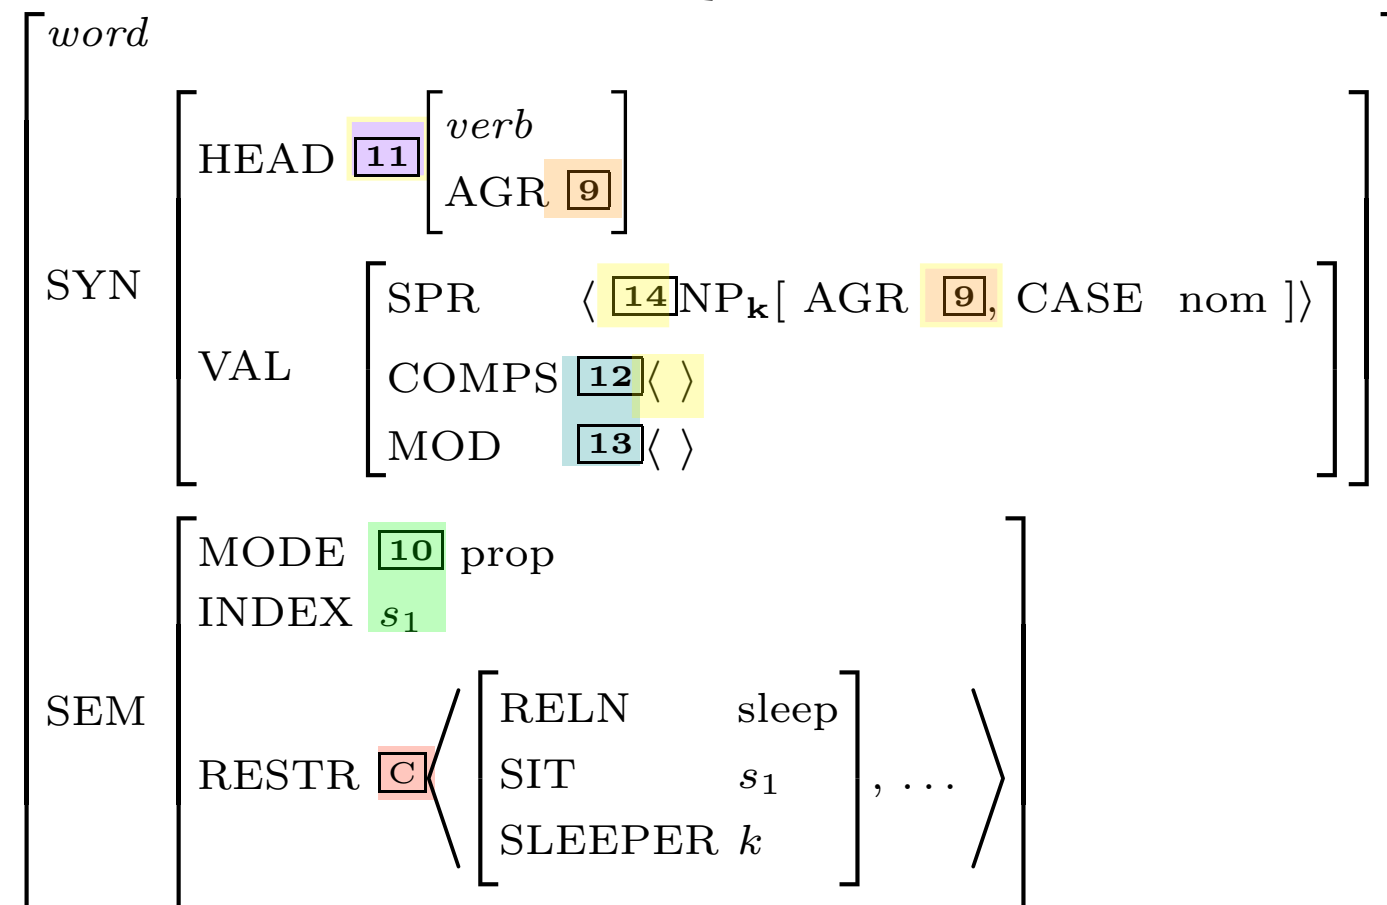 word
HEAD 11
verb
AGR 9
SYN
VAL
SPR ⟨ 14 NPk[ AGR 9, CASE nom ]⟩
COMPS 12 ⟨ ⟩
MOD 13 ⟨ ⟩
SEM
MODE 10 prop
INDEX s1
RESTR C
RELN sleep
SIT s1
SLEEPER k
, ...